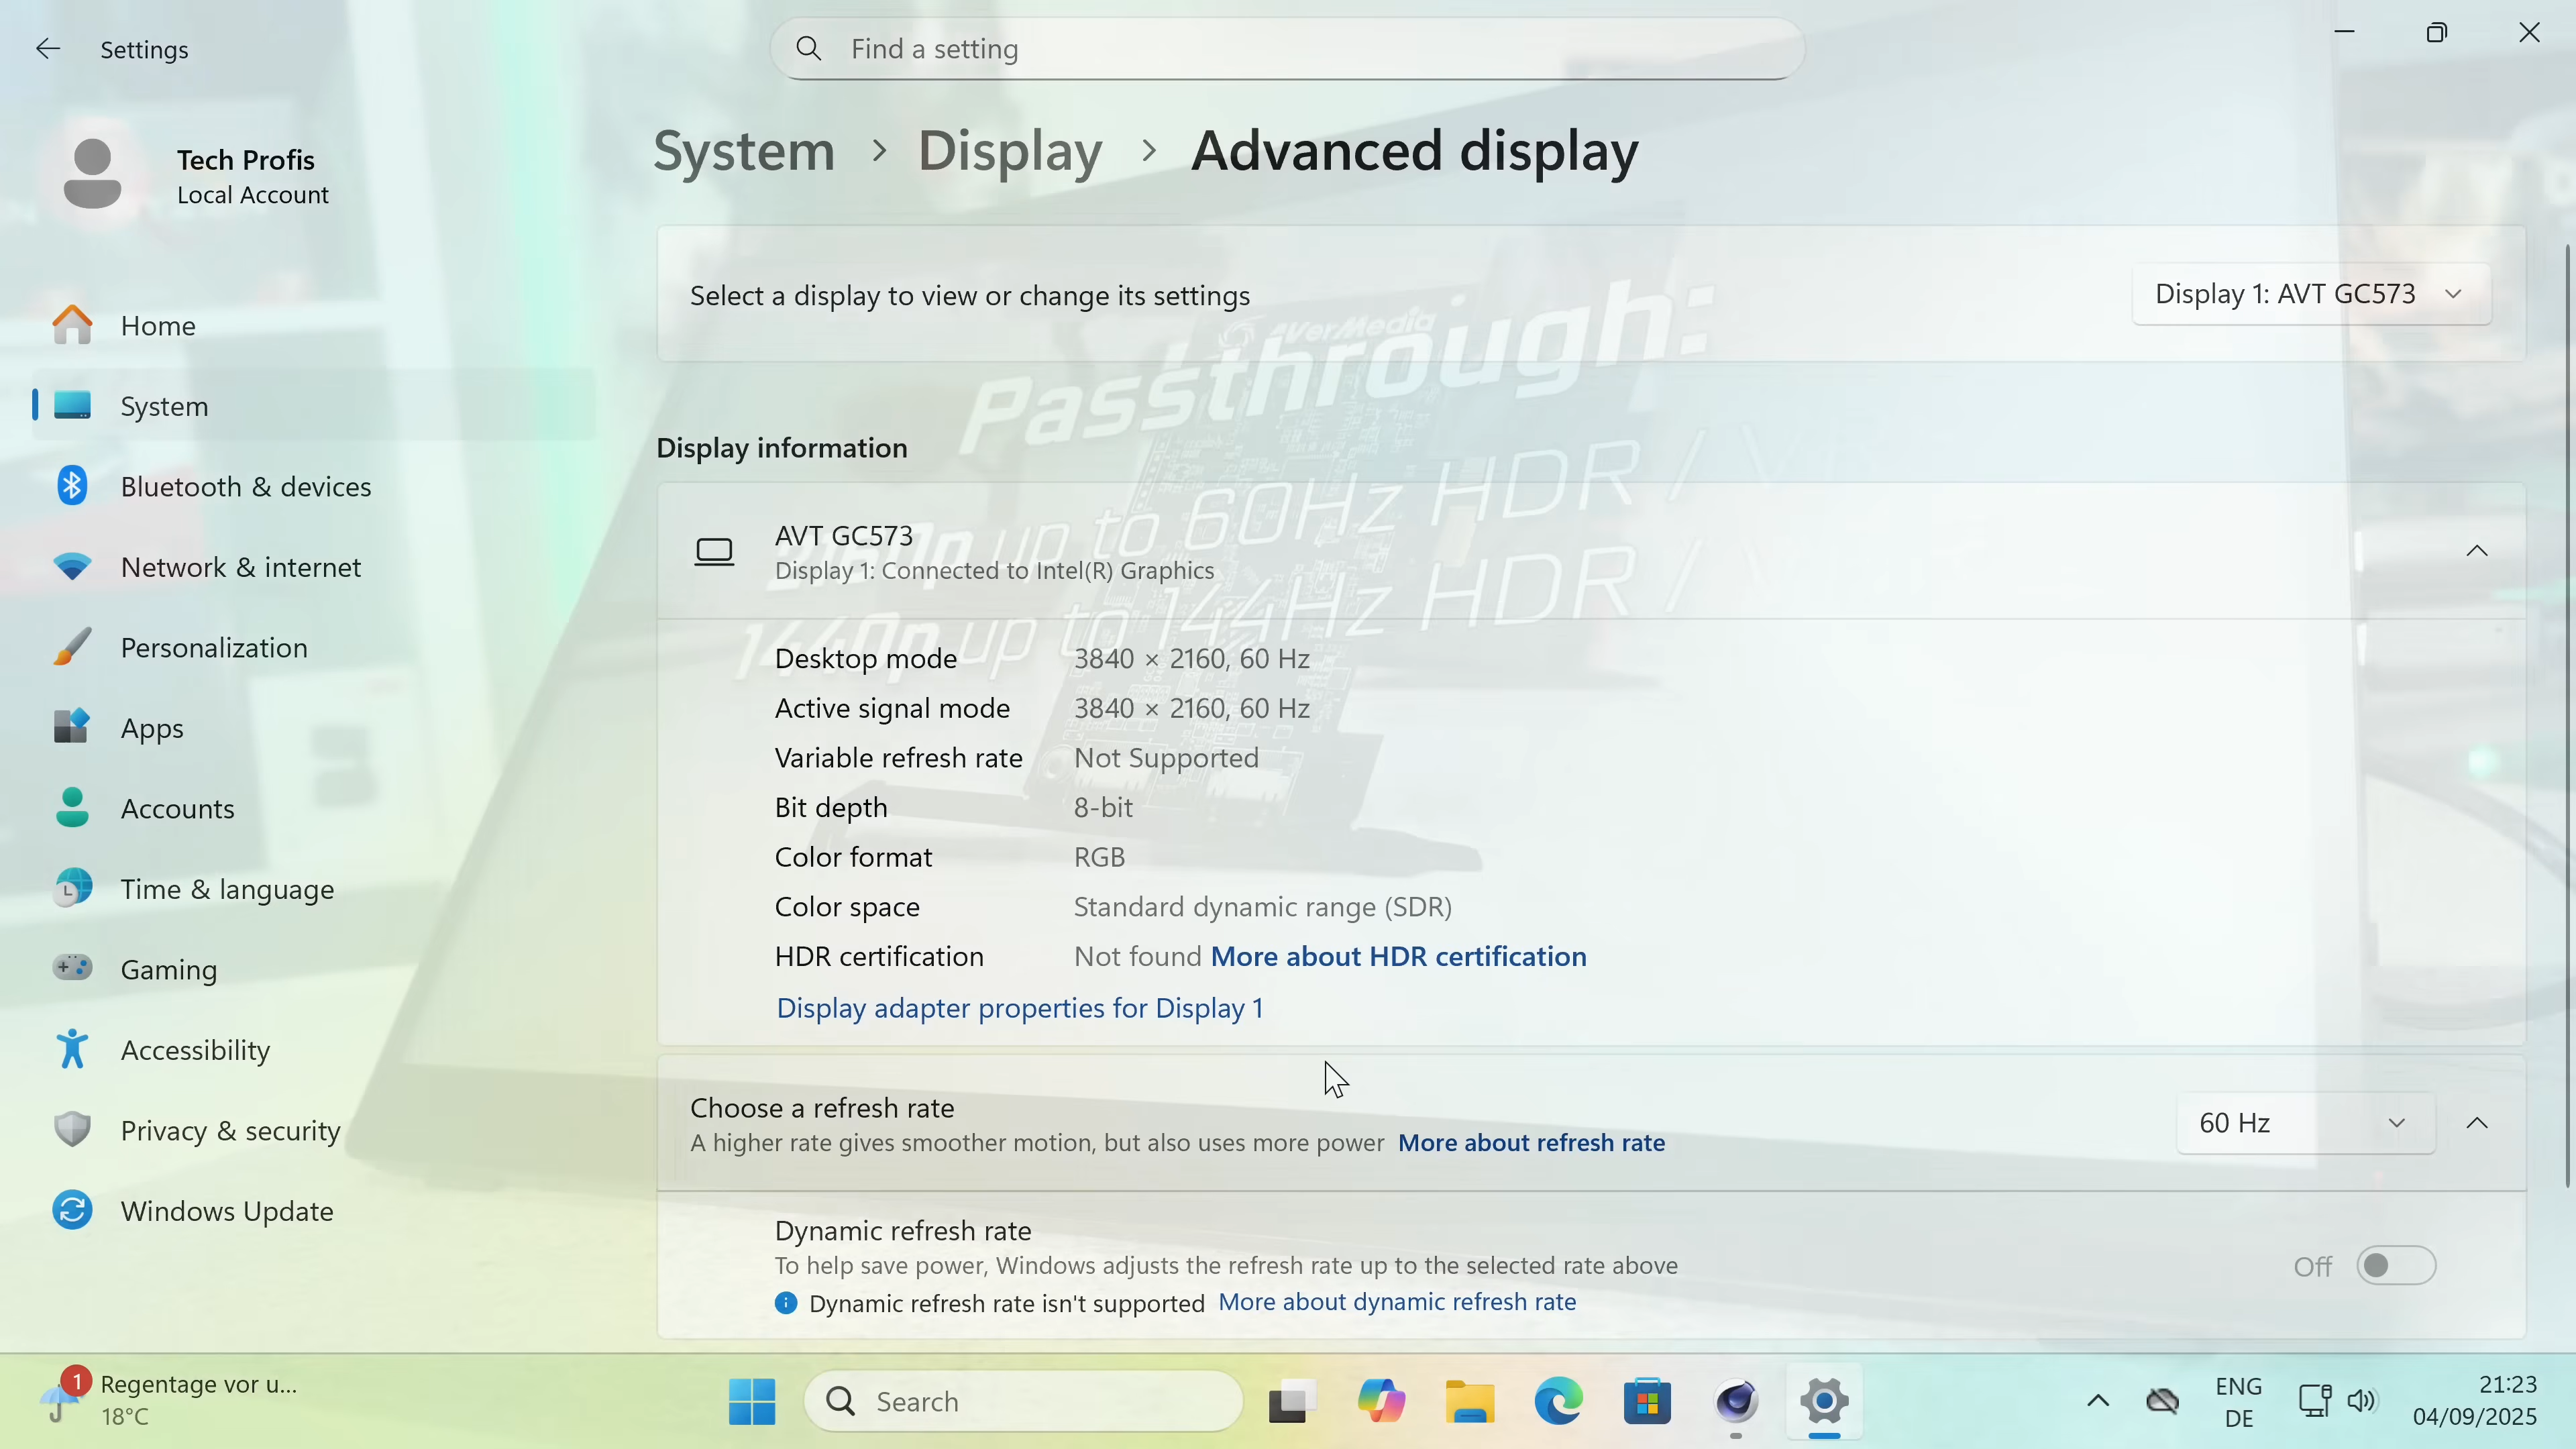 Settings
Find a setting
Tech Profis
Local Account
Home
System
Bluetooth & devices
Network & internet
Personalization
Apps
Accounts
Time & language
Gaming
Accessibility
Privacy & security
Windows Update
System > Display > Advanced display
Select a display to view or change its settings
Display 1: AVT GC573
AVerMedia
Passthrough:
2160p up to 60Hz HDR /
1440p up to 144Hz HDR /
Display information
AVT GC573
Display 1: Connected to Intel(R) Graphics
Desktop mode 3840 × 2160, 60 Hz
Active signal mode 3840 × 2160, 60 Hz
Variable refresh rate Not Supported
Bit depth 8-bit
Color format RGB
Color space Standard dynamic range (SDR)
HDR certification Not found More about HDR certification
Display adapter properties for Display 1
Choose a refresh rate
A higher rate gives smoother motion, but also uses more power More about refresh rate
60 Hz
Dynamic refresh rate
To help save power, Windows adjusts the refresh rate up to the selected rate above
Off
Dynamic refresh rate isn't supported More about dynamic refresh rate
1
Regentage vor u...
18°C
Search
ENG
DE
21:23
04/09/2025